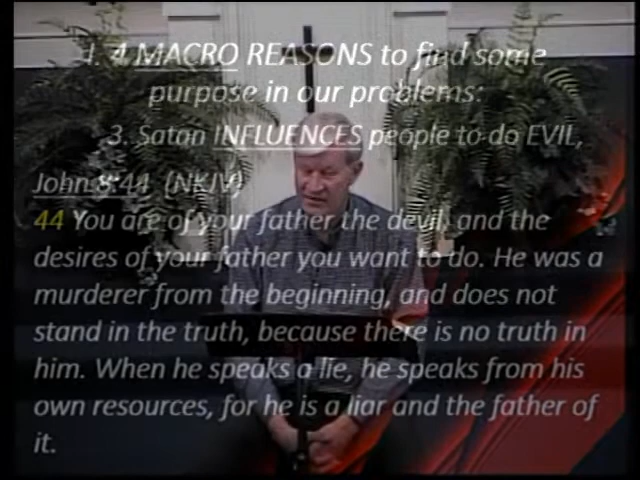 1. 4 MACRO REASONS to find some
purpose in our problems:
3. Satan INFLUENCES people to do EVIL,
John 8:44 (NKJV)
44 You are of your father the devil, and the
desires of your father you want to do. He was a
murderer from the beginning, and does not
stand in the truth, because there is no truth in
him. When he speaks a lie, he speaks from his
own resources, for he is a liar and the father of
it.